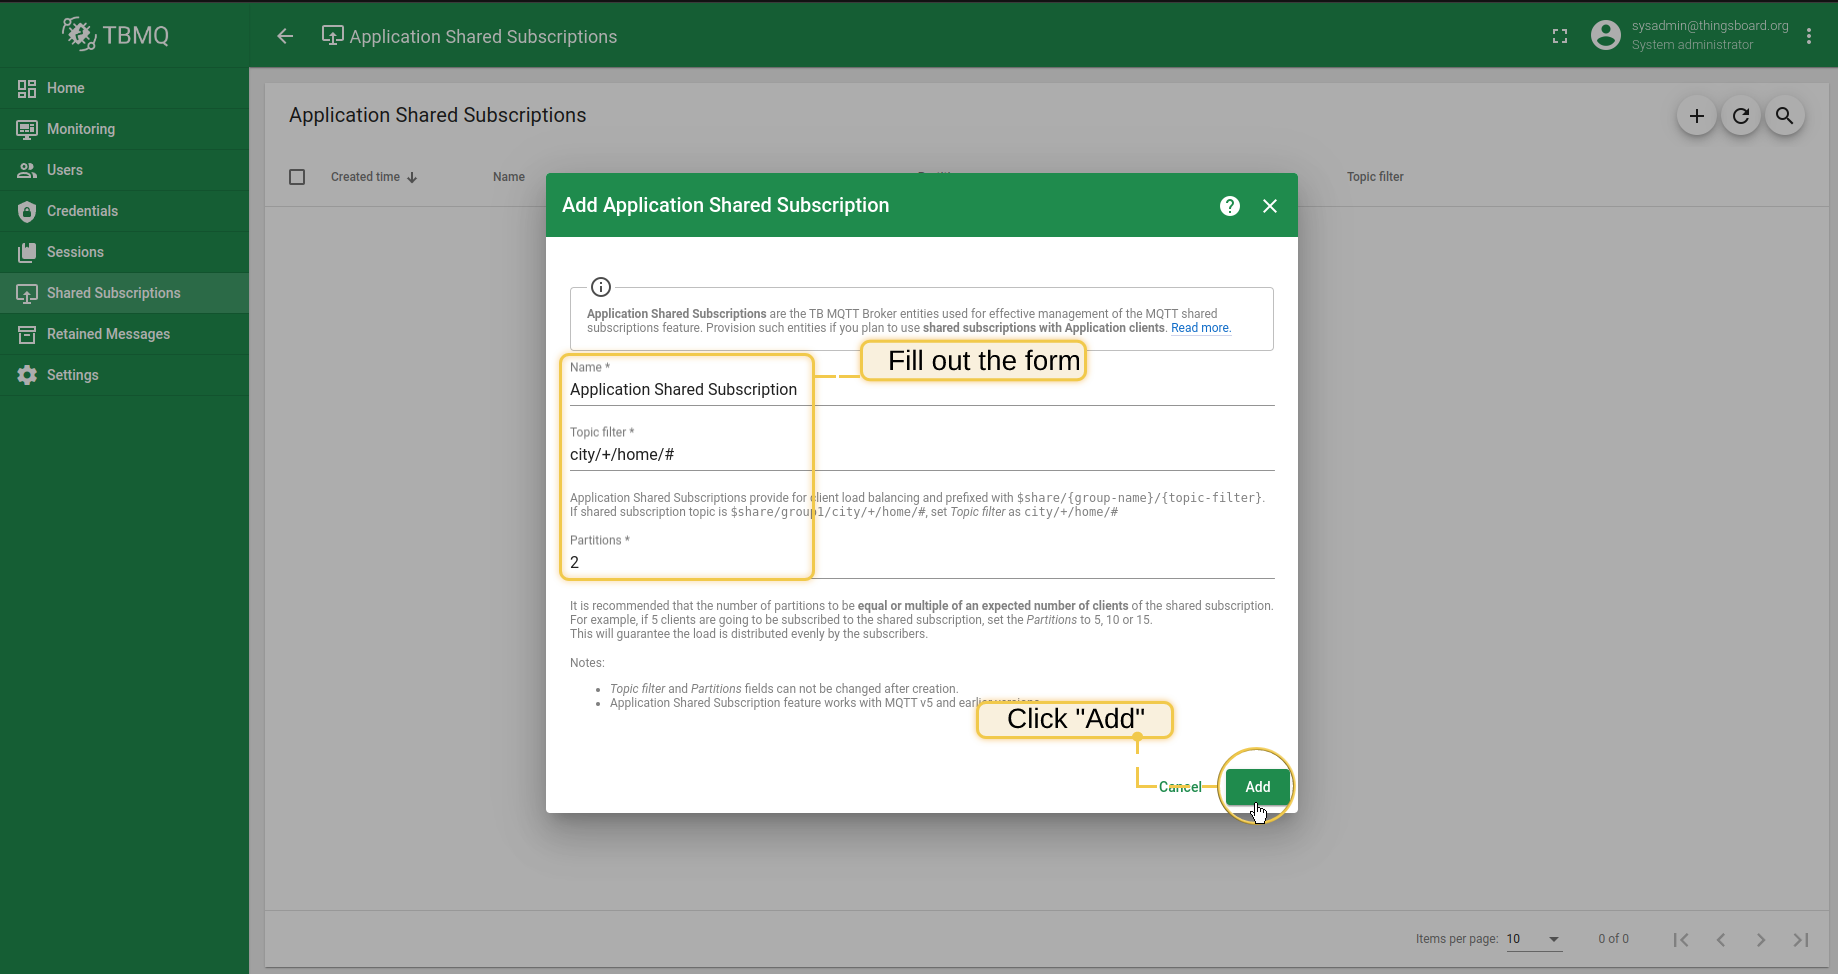 TBMQ
Application Shared Subscriptions
sysadmin@thingsboard.org
System administrator
Home
Monitoring
Users
Credentials
Sessions
Shared Subscriptions
Retained Messages
Settings
Application Shared Subscriptions
Created time
Name
Topic filter
Add Application Shared Subscription
Application Shared Subscriptions are the TB MQTT Broker entities used for effective management of the MQTT shared
subscriptions feature. Provision such entities if you plan to use shared subscriptions with Application clients. Read more.
Fill out the form
Name *
Application Shared Subscription
Topic filter *
city/+/home/#
Application Shared Subscriptions provide for client load balancing and prefixed with $share/{group-name}/{topic-filter}.
If shared subscription topic is $share/group1/city/+/home/#, set Topic filter as city/+/home/#
Partitions *
2
It is recommended that the number of partitions to be equal or multiple of an expected number of clients of the shared subscription.
For example, if 5 clients are going to be subscribed to the shared subscription, set the Partitions to 5, 10 or 15.
This will guarantee the load is distributed evenly by the subscribers.
Notes:
Topic filter and Partitions fields can not be changed after creation.
Application Shared Subscription feature works with MQTT v5 and earlier versions.
Click "Add"
Cancel
Add
Items per page: 10
0 of 0